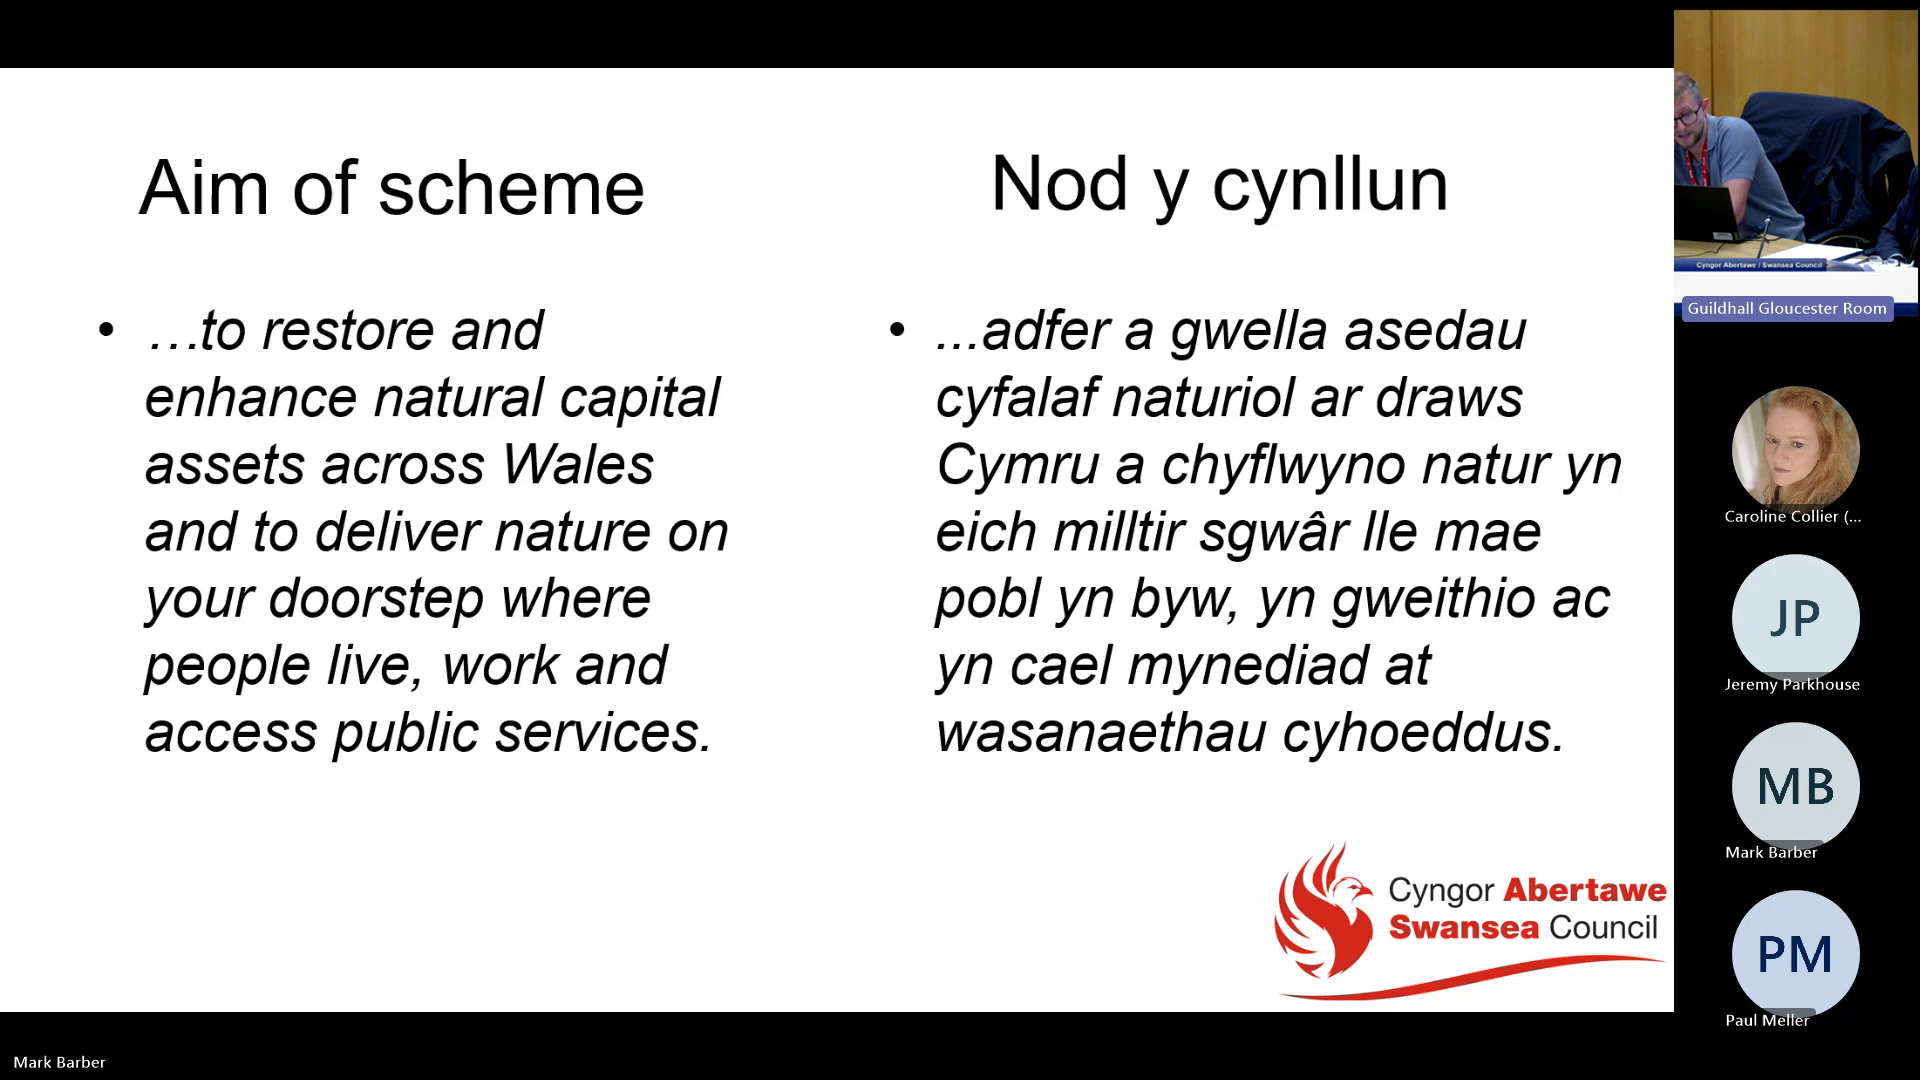 Aim of scheme
• …to restore and
enhance natural capital
assets across Wales
and to deliver nature on
your doorstep where
people live, work and
access public services.
Nod y cynllun
• ...adfer a gwella asedau
cyfalaf naturiol ar draws
Cymru a chyflwyno natur yn
eich milltir sgwâr lle mae
pobl yn byw, yn gweithio ac
yn cael mynediad at
wasanaethau cyhoeddus.
Cyngor Abertawe
Swansea Council
Cyngor Abertawe / Swansea Council
Guildhall Gloucester Room
Caroline Collier (...
JP
Jeremy Parkhouse
MB
Mark Barber
PM
Paul Meller
Mark Barber